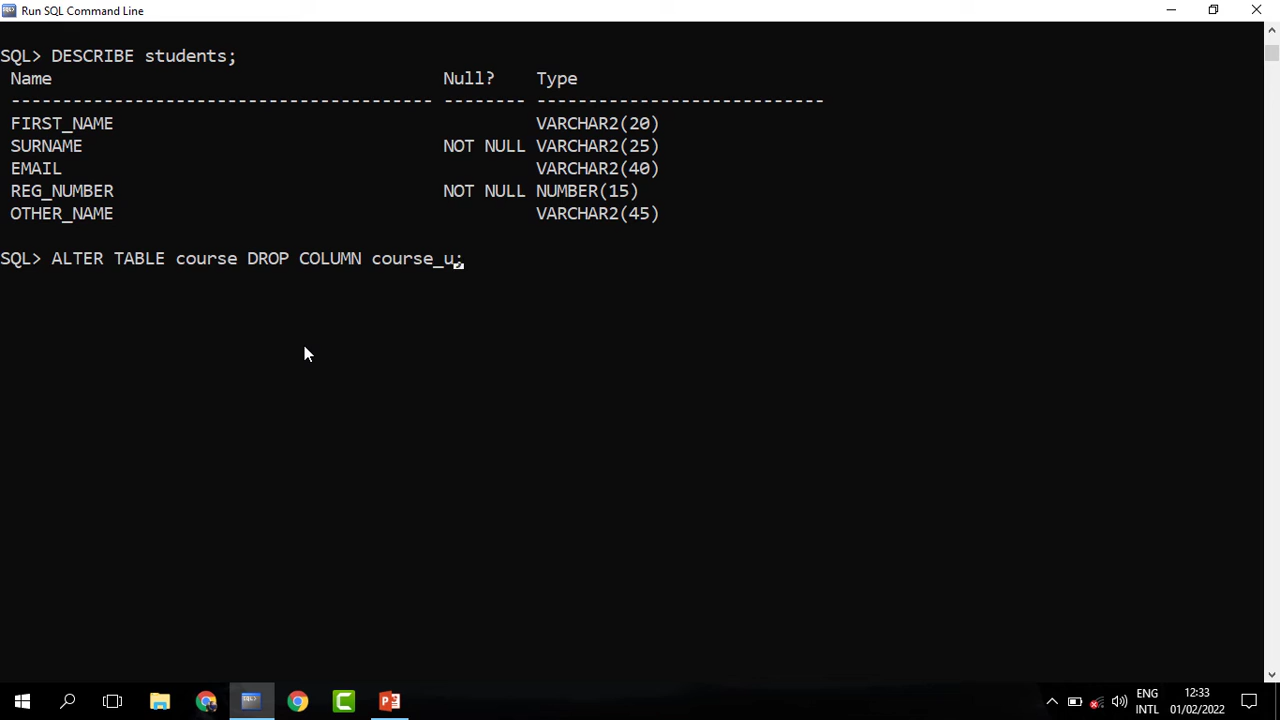 Run SQL Command Line
SQL> DESCRIBE students;
Name Null? Type
----------------------------------------- -------- ----------------------------
FIRST_NAME VARCHAR2(20)
SURNAME NOT NULL VARCHAR2(25)
EMAIL VARCHAR2(40)
REG_NUMBER NOT NULL NUMBER(15)
OTHER_NAME VARCHAR2(45)
SQL> ALTER TABLE course DROP COLUMN course_u;
ENG 12:33
INTL 01/02/2022